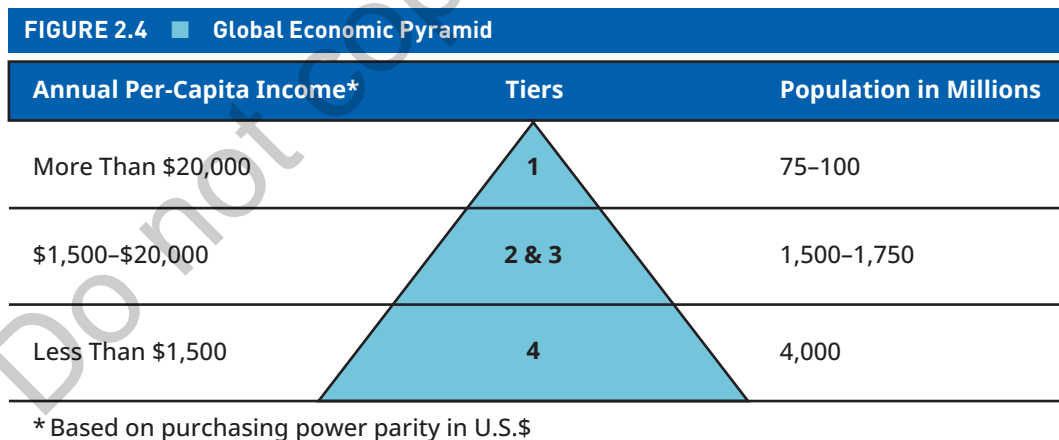 FIGURE 2.4 ■ Global Economic Pyramid
Annual Per-Capita Income* Tiers Population in Millions
More Than $20,000 1 75–100
$1,500–$20,000 2 & 3 1,500–1,750
Less Than $1,500 4 4,000
* Based on purchasing power parity in U.S.$
Do not cop